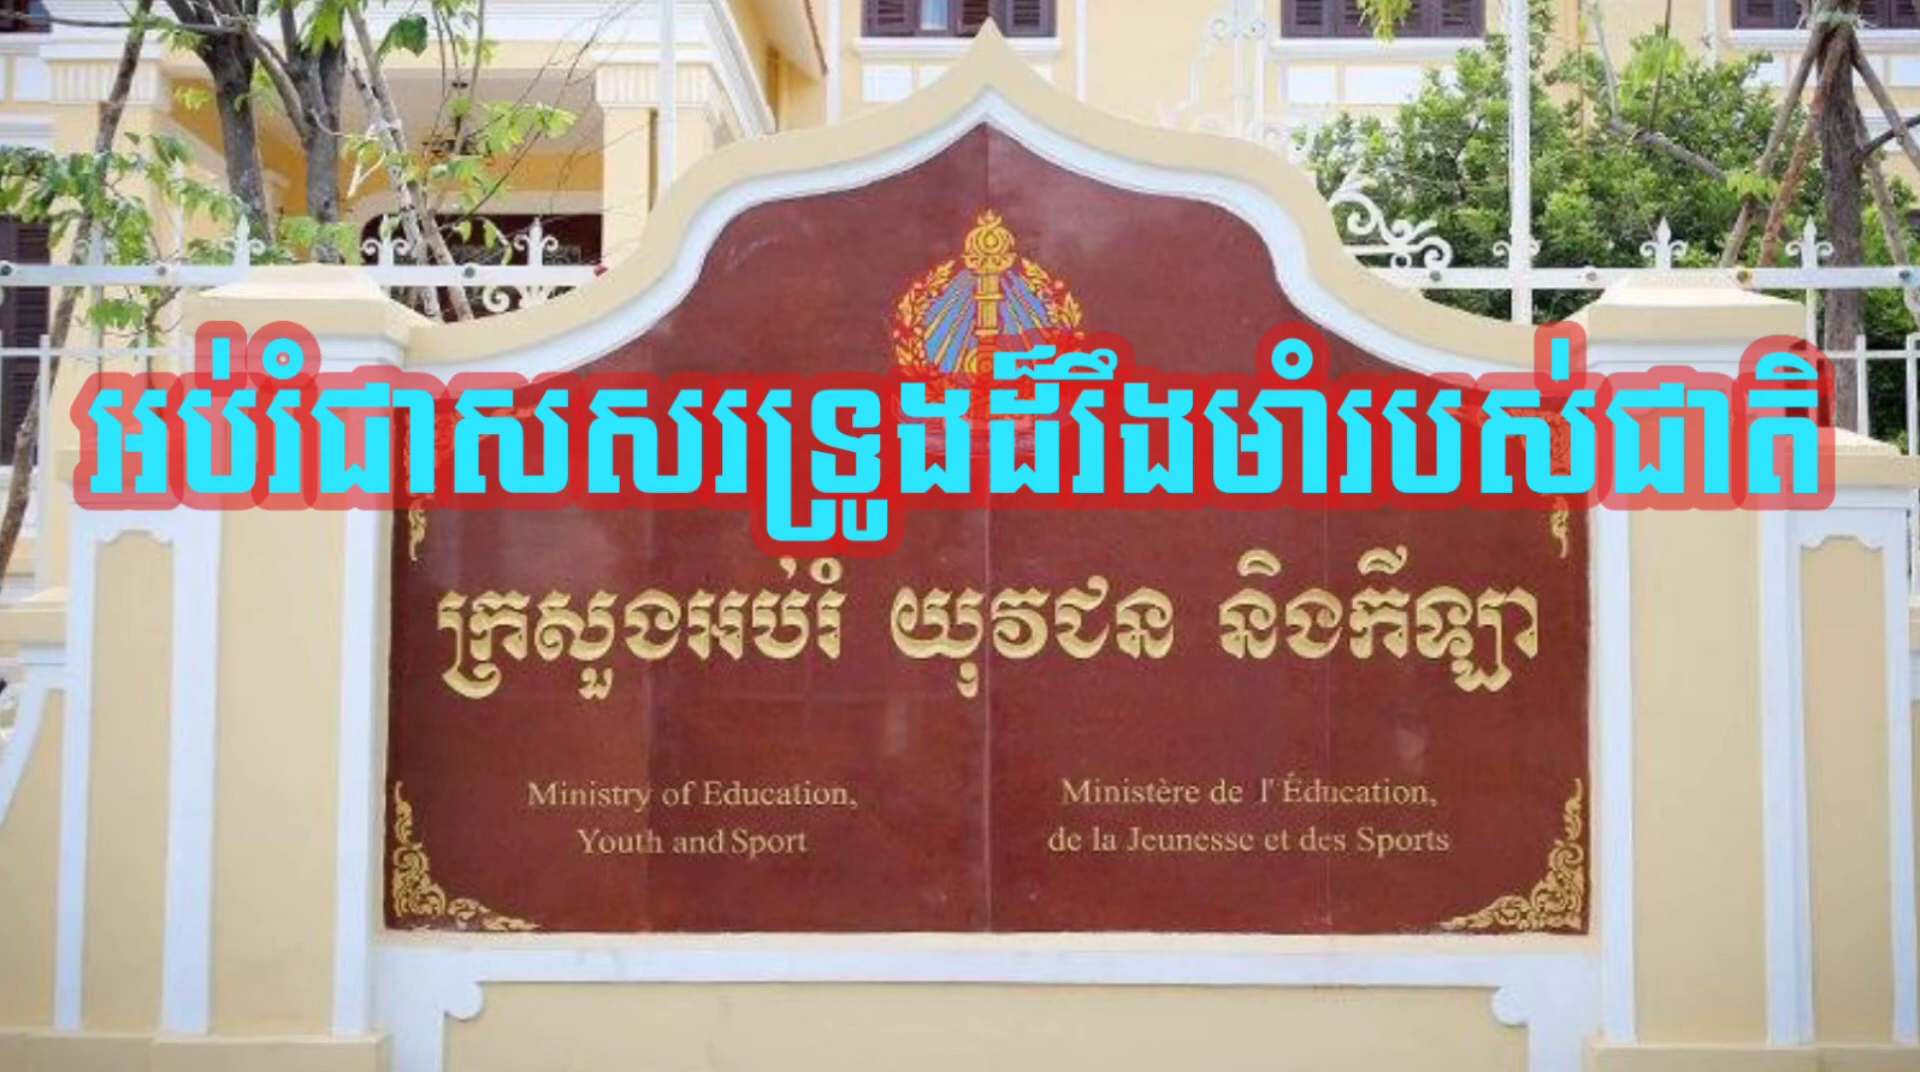 អប់រំជាសសរទ្រូងដ៏រឹងមាំរបស់ជាតិ
ក្រសួងអប់រំ យុវជន និងកីឡា
Ministry of Education,
Youth and Sport
Ministère de l'Éducation,
de la Jeunesse et des Sports